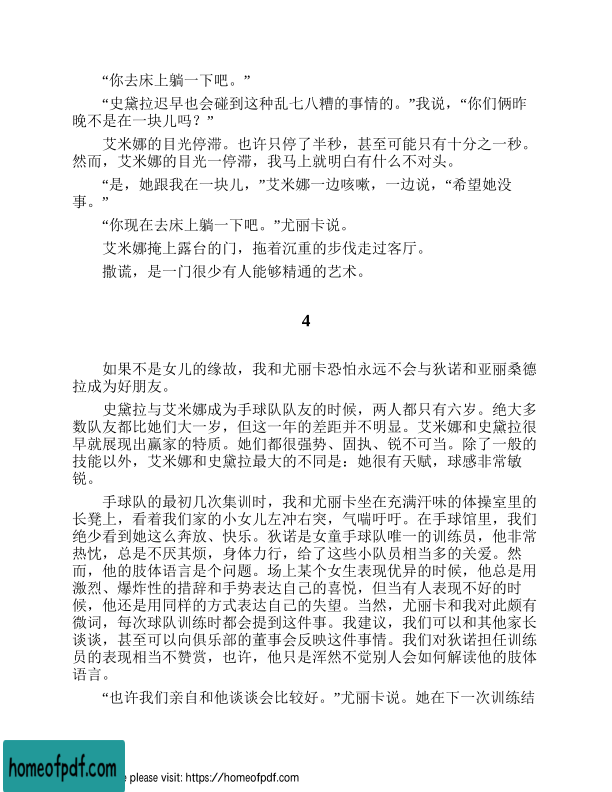 “你去床上躺一下吧。”
“史黛拉迟早也会碰到这种乱七八糟的事情的。”我说，“你们俩昨
晚不是在一块儿吗？”
艾米娜的目光停滞。也许只停了半秒，甚至可能只有十分之一秒。
然而，艾米娜的目光一停滞，我马上就明白有什么不对头。
“是，她跟我在一块儿，”艾米娜一边咳嗽，一边说，“希望她没
事。”
“你现在去床上躺一下吧。”尤丽卡说。
艾米娜掩上露台的门，拖着沉重的步伐走过客厅。
撒谎，是一门很少有人能够精通的艺术。
4
如果不是女儿的缘故，我和尤丽卡恐怕永远不会与狄诺和亚丽桑德
拉成为好朋友。
史黛拉与艾米娜成为手球队队友的时候，两人都只有六岁。绝大多
数队友都比她们大一岁，但这一年的差距并不明显。艾米娜和史黛拉很
早就展现出赢家的特质。她们都很强势、固执、锐不可当。除了一般的
技能以外，艾米娜和史黛拉最大的不同是：她很有天赋，球感非常敏
锐。
手球队的最初几次集训时，我和尤丽卡坐在充满汗味的体操室里的
长凳上，看着我们家的小女儿左冲右突，气喘吁吁。在手球馆里，我们
绝少看到她这么奔放、快乐。狄诺是女童手球队唯一的训练员，他非常
热忱，总是不厌其烦，身体力行，给了这些小队员相当多的关爱。然
而，他的肢体语言是个问题。场上某个女生表现优异的时候，他总是用
激烈、爆炸性的措辞和手势表达自己的喜悦，但当有人表现不好的时
候，他还是用同样的方式表达自己的失望。当然，尤丽卡和我对此颇有
微词，每次球队训练时都会提到这件事。我建议，我们可以和其他家长
谈谈，甚至可以向俱乐部的董事会反映这件事情。我们对狄诺担任训练
员的表现相当不赞赏，也许，他只是浑然不觉别人会如何解读他的肢体
语言。
“也许我们亲自和他谈谈会比较好。”尤丽卡说。她在下一次训练结
homeofpdf.com
e please visit: https://homeofpdf.com